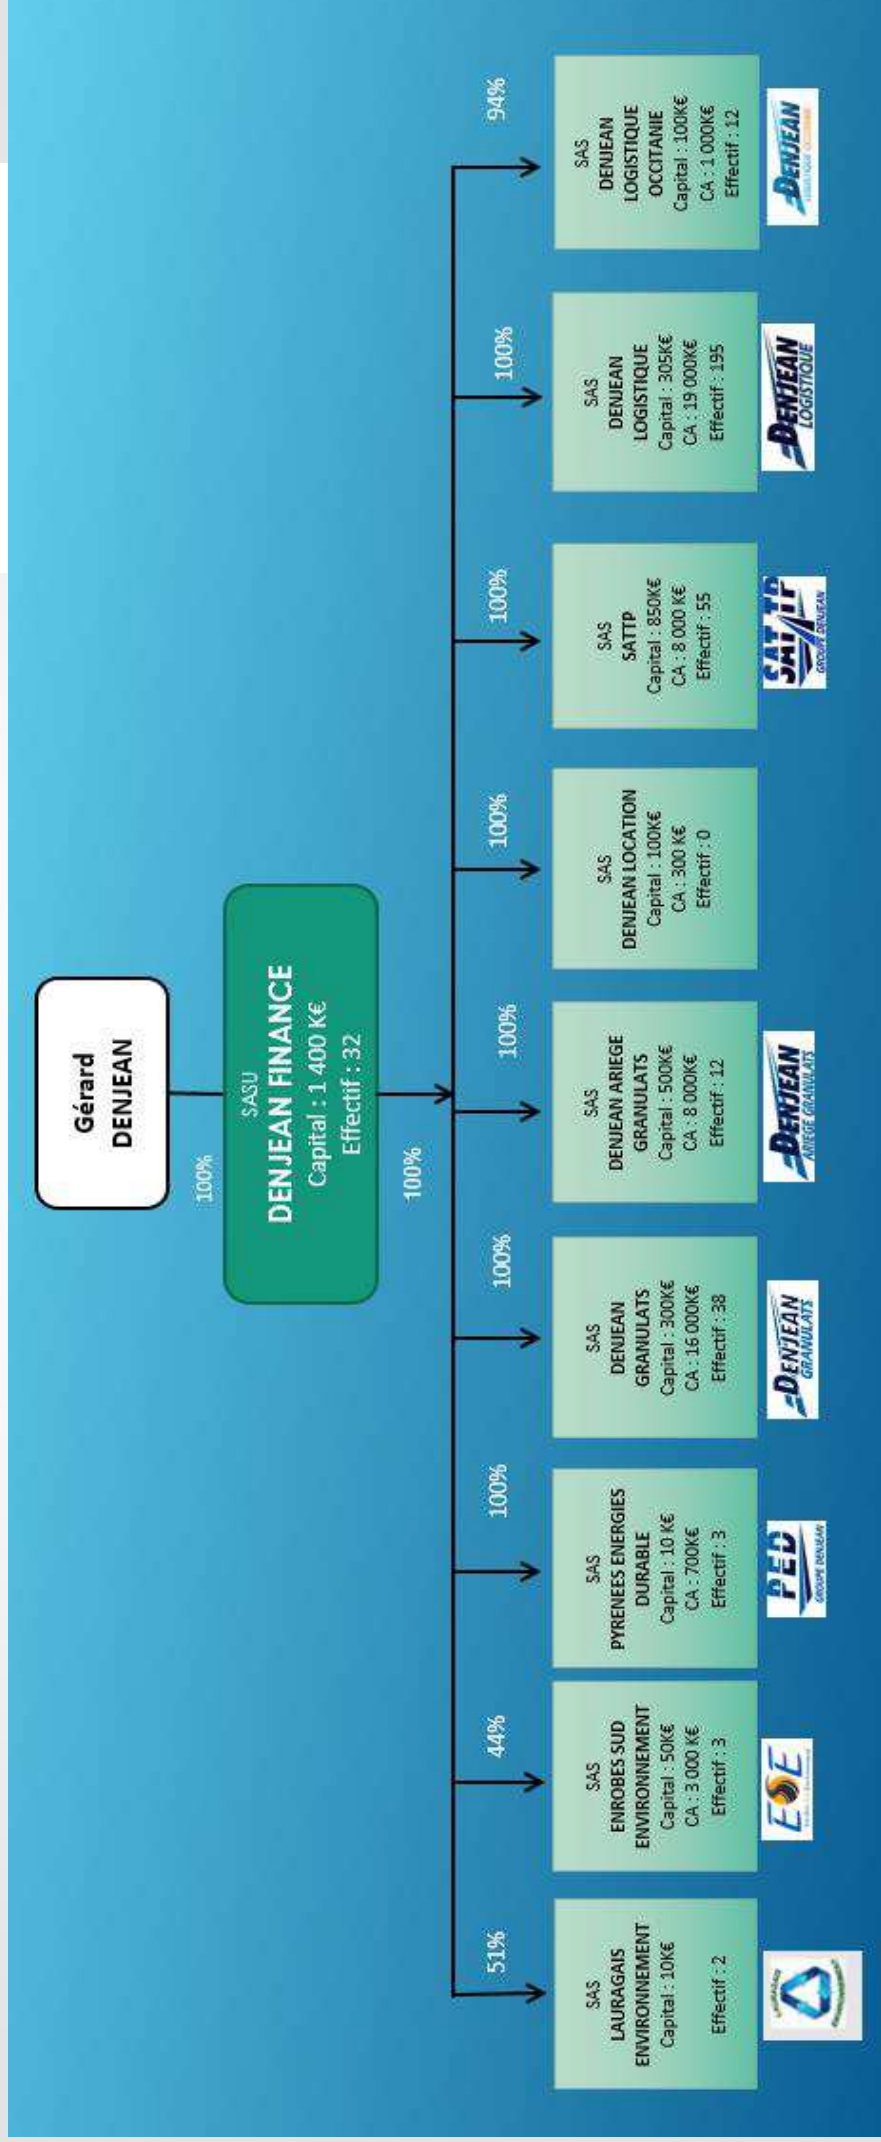 Gérard
DENJEAN
100%
SASU
DENJEAN FINANCE
Capital : 1 400 K€
Effectif : 32
100%
51%
44%
100%
100%
100%
100%
100%
100%
94%
SAS
LAURAGAIS
ENVIRONNEMENT
Capital : 10K€
Effectif : 2
LAURAGAIS
ENVIRONNEMENT
SAS
ENROBES SUD
ENVIRONNEMENT
Capital : 50K€
CA : 3 000 K€
Effectif : 3
ESE
SAS
PYRENEES ENERGIES
DURABLE
Capital : 10 K€
CA : 700K€
Effectif : 3
PED
GROUPE DENJEAN
SAS
DENJEAN
GRANULATS
Capital : 300K€
CA : 16 000K€
Effectif : 38
DENJEAN
GRANULATS
SAS
DENJEAN ARIEGE
GRANULATS
Capital : 500K€
CA : 8 000K€
Effectif : 12
DENJEAN
ARIEGE GRANULATS
SAS
DENJEAN LOCATION
Capital : 100K€
CA : 300 K€
Effectif : 0
SAS
SATTP
Capital : 850K€
CA : 8 000 K€
Effectif : 55
SAT TP
GROUPE DENJEAN
SAS
DENJEAN
LOGISTIQUE
Capital : 305K€
CA : 19 000K€
Effectif : 195
DENJEAN
LOGISTIQUE
SAS
DENJEAN
LOGISTIQUE
OCCITANIE
Capital : 100K€
CA : 1 000K€
Effectif : 12
DENJEAN
LOGISTIQUE OCCITANIE